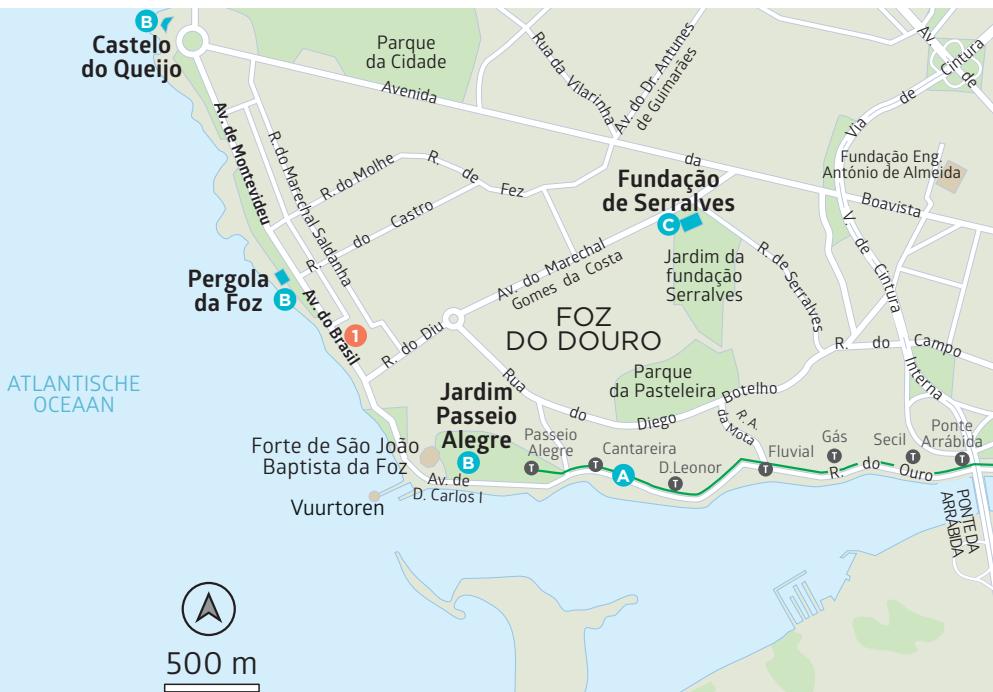 B
Castelo
do Queijo
Parque
da Cidade
Avenida
da
Boavista
Rua da Vilarinha
Av. do Dr. Antunes
de Guimarães
Av. de
Via de Cintura
Fundação Eng.
António de Almeida
Av. de Montevideu
R. do Marechal Saldanha
R. do Molhe
R. de Fez
R. do Castro
Fundação
de Serralves
C
Jardim da
fundação
Serralves
R. de Serralves
V. de Cintura
Interna
Pergola
da Foz
B
Av. do Brasil
1
R. do Diu
Av. do Marechal
Gomes da Costa
FOZ
DO DOURO
R. do Campo
ATLANTISCHE
OCEAAN
Jardim
Passeio
Alegre
B
Rua do
Diego Botelho
Parque
da Pasteleira
R. A.
da Mota
Forte de São João
Baptista da Foz
Av. de
D. Carlos I
Vuurtoren
Passeio
Alegre
T
Cantareira
T
A
D.Leonor
T
Fluvial
T
Gás
T
Secil
T
Ponte
Arrábida
T
R. do Ouro
PONTE DA
ARRÁBIDA
500 m